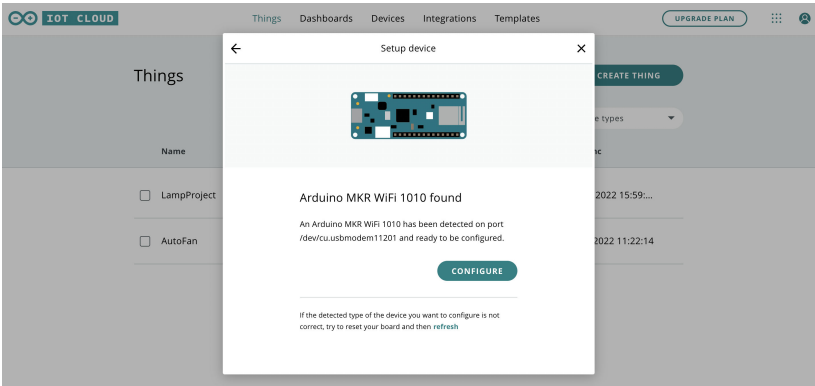 IOT CLOUD
Things Dashboards Devices Integrations Templates
UPGRADE PLAN
Setup device
Things
CREATE THING
e types
Name
nc
Arduino MKR WiFi 1010 found
LampProject
2022 15:59:...
An Arduino MKR WiFi 1010 has been detected on port
/dev/cu.usbmodem11201 and ready to be configured.
AutoFan
2022 11:22:14
CONFIGURE
If the detected type of the device you want to configure is not
correct, try to reset your board and then refresh